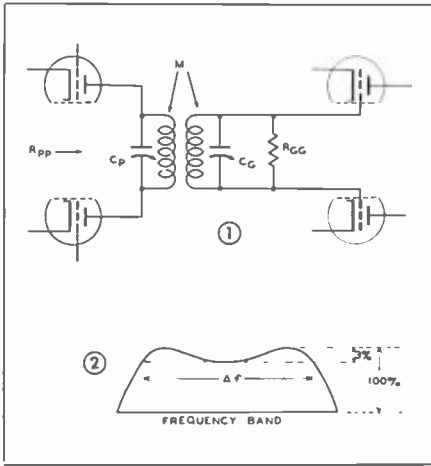 M
RPP
CP
CG
RGG
1
2
Δf
3%
100%
FREQUENCY BAND